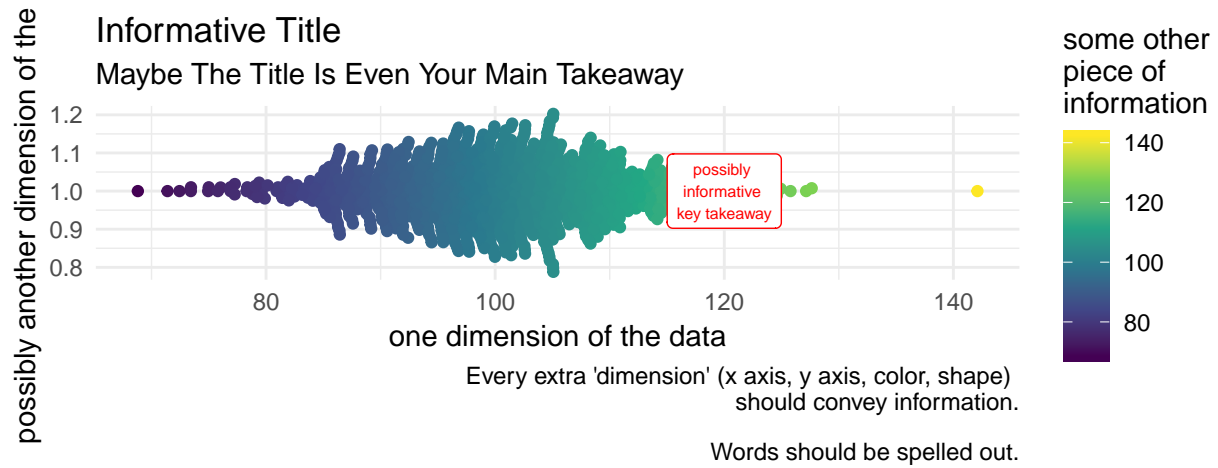 Informative Title
Maybe The Title Is Even Your Main Takeaway
possibly another dimension of the
1.2
1.1
1.0
0.9
0.8
possibly
informative
key takeaway
80
100
120
140
one dimension of the data
some other
piece of
information
140
120
100
80
Every extra 'dimension' (x axis, y axis, color, shape)
should convey information.
Words should be spelled out.